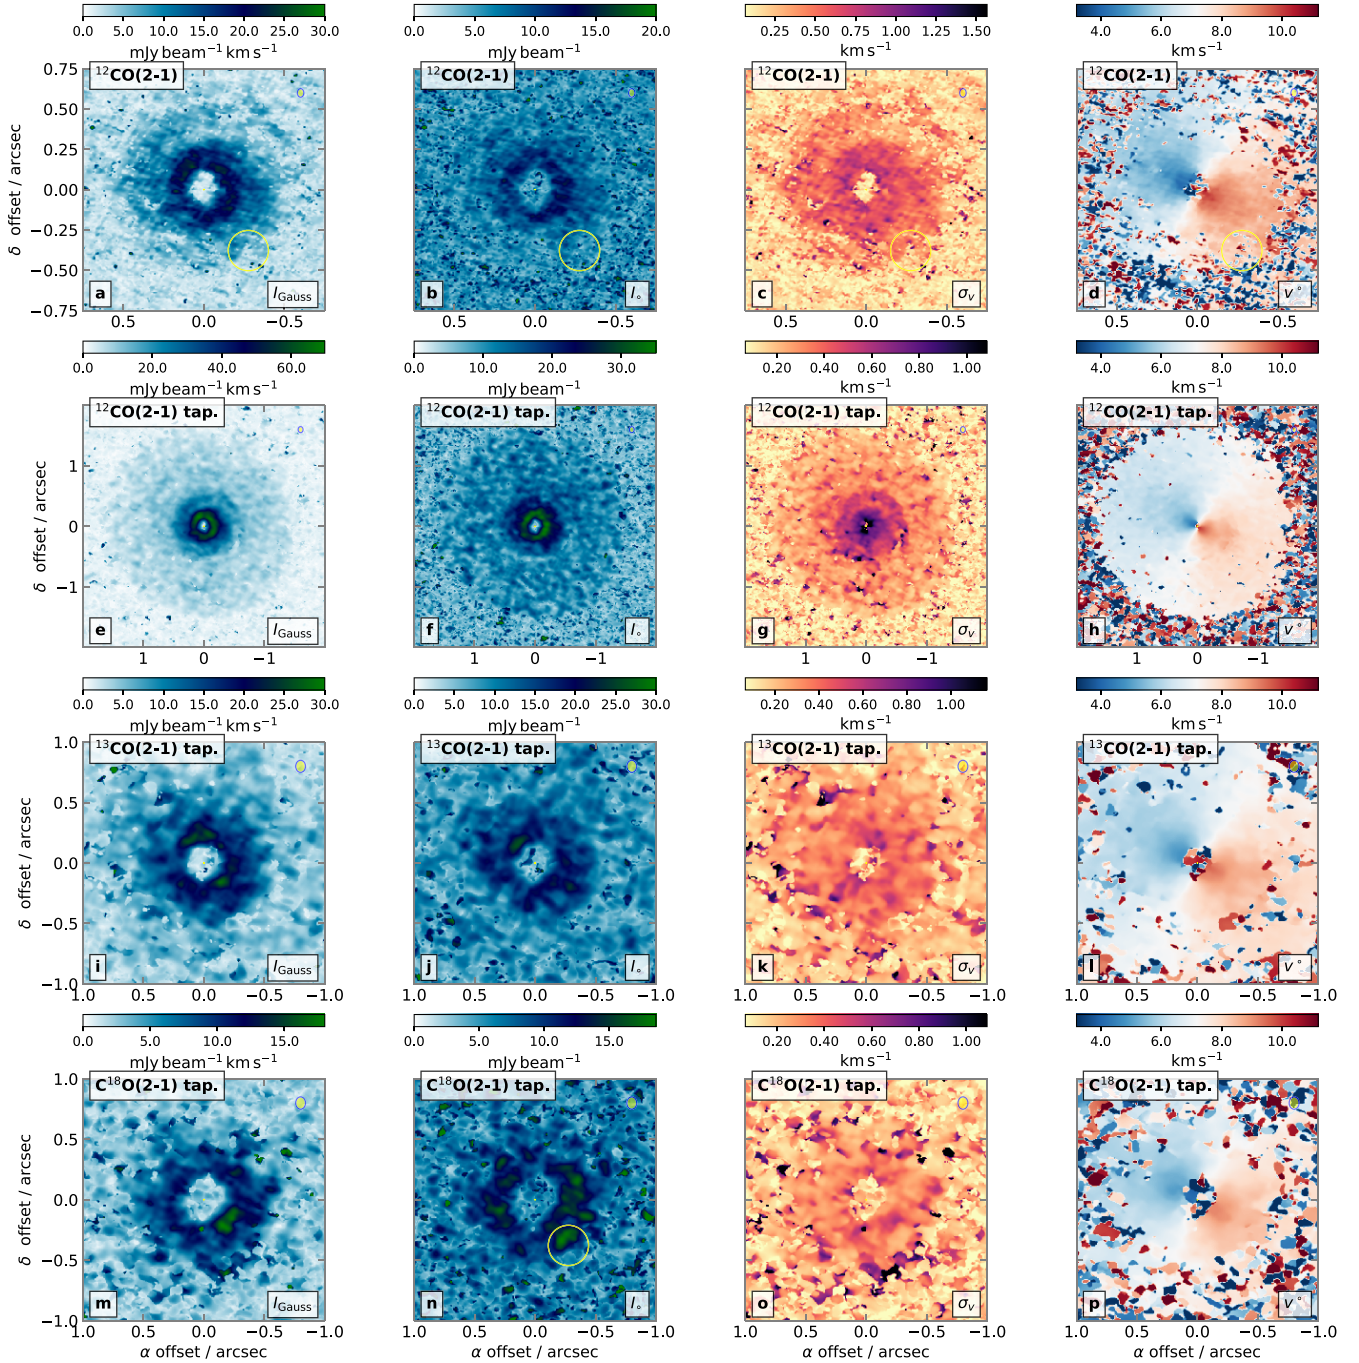 0.0 5.0 10.0 15.0 20.0 25.0 30.0
mJy beam⁻¹ km s⁻¹
0.0 5.0 10.0 15.0 20.0
mJy beam⁻¹ km s⁻¹
0.25 0.50 0.75 1.00 1.25 1.50
km s⁻¹
4.0 6.0 8.0 10.0
km s⁻¹
0.75
0.50
0.25
0.00
−0.25
−0.50
−0.75
δ offset / arcsec
¹²CO(2-1)
a
I_Gauss
0.5 0.0 −0.5
¹²CO(2-1)
b
I_∘
0.5 0.0 −0.5
¹²CO(2-1)
c
σ_v
0.5 0.0 −0.5
¹²CO(2-1)
d
v°
0.5 0.0 −0.5
0.0 20.0 40.0 60.0
mJy beam⁻¹ km s⁻¹
0.0 10.0 20.0 30.0
mJy beam⁻¹ km s⁻¹
0.20 0.40 0.60 0.80 1.00
km s⁻¹
4.0 6.0 8.0 10.0
km s⁻¹
1
0
−1
δ offset / arcsec
¹²CO(2-1) tap.
e
I_Gauss
1 0 −1
¹²CO(2-1) tap.
f
I_∘
1 0 −1
¹²CO(2-1) tap.
g
σ_v
1 0 −1
¹²CO(2-1) tap.
h
v°
1 0 −1
0.0 5.0 10.0 15.0 20.0 25.0 30.0
mJy beam⁻¹ km s⁻¹
0.0 5.0 10.0 15.0 20.0 25.0 30.0
mJy beam⁻¹ km s⁻¹
0.20 0.40 0.60 0.80 1.00
km s⁻¹
4.0 6.0 8.0 10.0
km s⁻¹
1.0
0.5
0.0
−0.5
−1.0
δ offset / arcsec
¹³CO(2-1) tap.
i
I_Gauss
1.0 0.5 0.0 −0.5 −1.0
¹³CO(2-1) tap.
j
I_∘
1.0 0.5 0.0 −0.5 −1.0
¹³CO(2-1) tap.
k
σ_v
1.0 0.5 0.0 −0.5 −1.0
¹³CO(2-1) tap.
l
v°
1.0 0.5 0.0 −0.5 −1.0
0.0 5.0 10.0 15.0
mJy beam⁻¹ km s⁻¹
0.0 5.0 10.0 15.0
mJy beam⁻¹ km s⁻¹
0.20 0.40 0.60 0.80 1.00
km s⁻¹
4.0 6.0 8.0 10.0
km s⁻¹
1.0
0.5
0.0
−0.5
−1.0
δ offset / arcsec
C¹⁸O(2-1) tap.
m
I_Gauss
1.0 0.5 0.0 −0.5 −1.0
α offset / arcsec
C¹⁸O(2-1) tap.
n
I_∘
1.0 0.5 0.0 −0.5 −1.0
α offset / arcsec
C¹⁸O(2-1) tap.
o
σ_v
1.0 0.5 0.0 −0.5 −1.0
α offset / arcsec
C¹⁸O(2-1) tap.
p
v°
1.0 0.5 0.0 −0.5 −1.0
α offset / arcsec